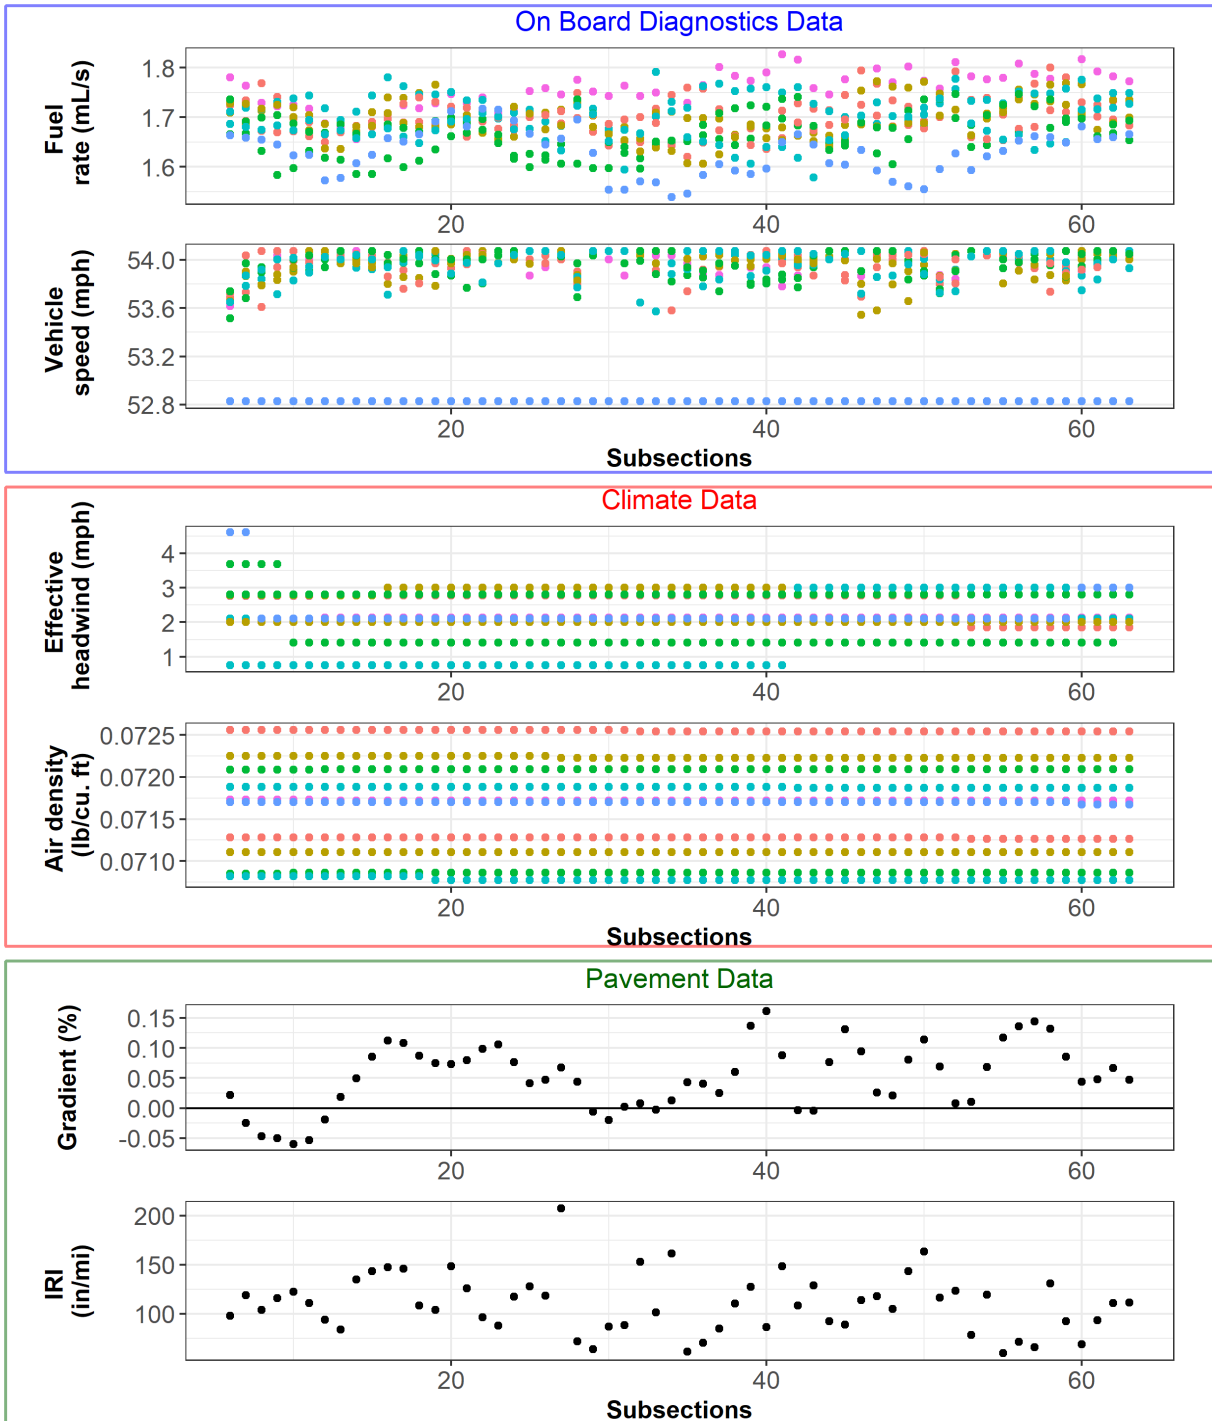 On Board Diagnostics Data
Fuel
rate (mL/s)
1.8
1.7
1.6
20
40
60
Vehicle
speed (mph)
54.0
53.6
53.2
52.8
20
40
60
Subsections
Climate Data
Effective
headwind (mph)
4
3
2
1
20
40
60
Air density
(lb/cu. ft)
0.0725
0.0720
0.0715
0.0710
20
40
60
Subsections
Pavement Data
Gradient (%)
0.15
0.10
0.05
0.00
-0.05
20
40
60
IRI
(in/mi)
200
150
100
20
40
60
Subsections